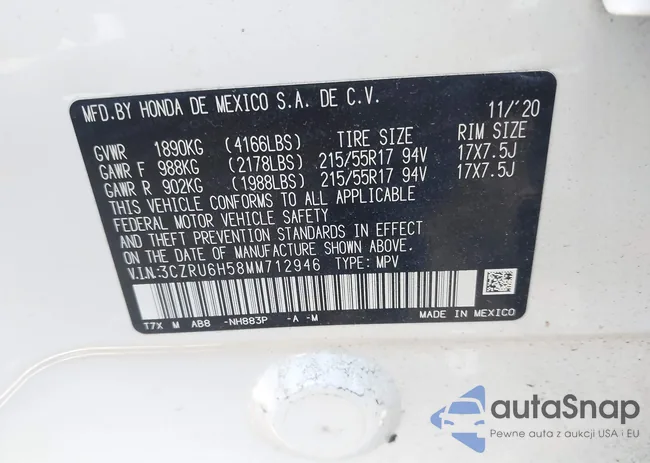 MFD.BY HONDA DE MEXICO S.A. DE C.V. 11/'20
GVWR 1890KG (4166LBS) TIRE SIZE RIM SIZE
GAWR F 988KG (2178LBS) 215/55R17 94V 17X7.5J
GAWR R 902KG (1988LBS) 215/55R17 94V 17X7.5J
THIS VEHICLE CONFORMS TO ALL APPLICABLE
FEDERAL MOTOR VEHICLE SAFETY
AND THEFT PREVENTION STANDARDS IN EFFECT
ON THE DATE OF MANUFACTURE SHOWN ABOVE.
V.I.N:3CZRU6H58MM712946 TYPE: MPV
T7X M AB8 -NH883P -A -M MADE IN MEXICO
autaSnap
Pewne auta z aukcji USA i EU